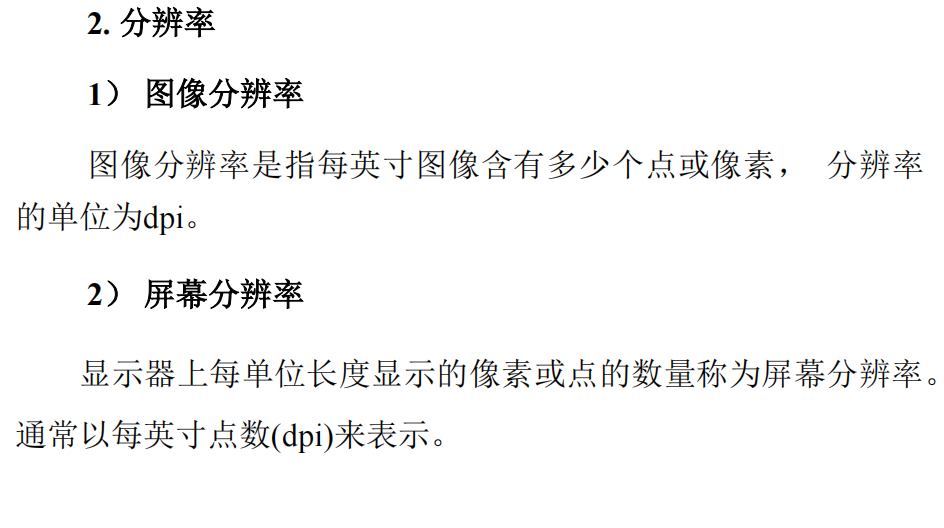 2. 分辨率
1） 图像分辨率
图像分辨率是指每英寸图像含有多少个点或像素， 分辨率
的单位为dpi。
2） 屏幕分辨率
显示器上每单位长度显示的像素或点的数量称为屏幕分辨率。
通常以每英寸点数(dpi)来表示。